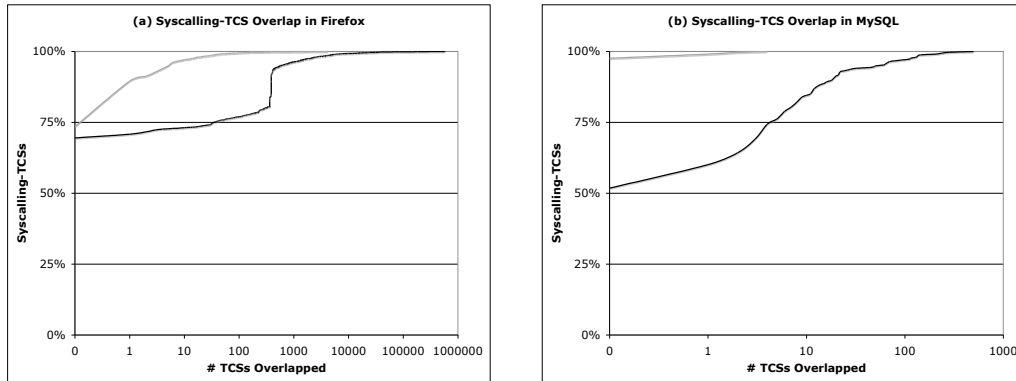 (a) Syscalling-TCS Overlap in Firefox
100%
75%
50%
25%
0%
Syscalling-TCSs
0 1 10 100 1000 10000 100000 1000000
# TCSs Overlapped
(b) Syscalling-TCS Overlap in MySQL
100%
75%
50%
25%
0%
Syscalling-TCSs
0 1 10 100 1000
# TCSs Overlapped